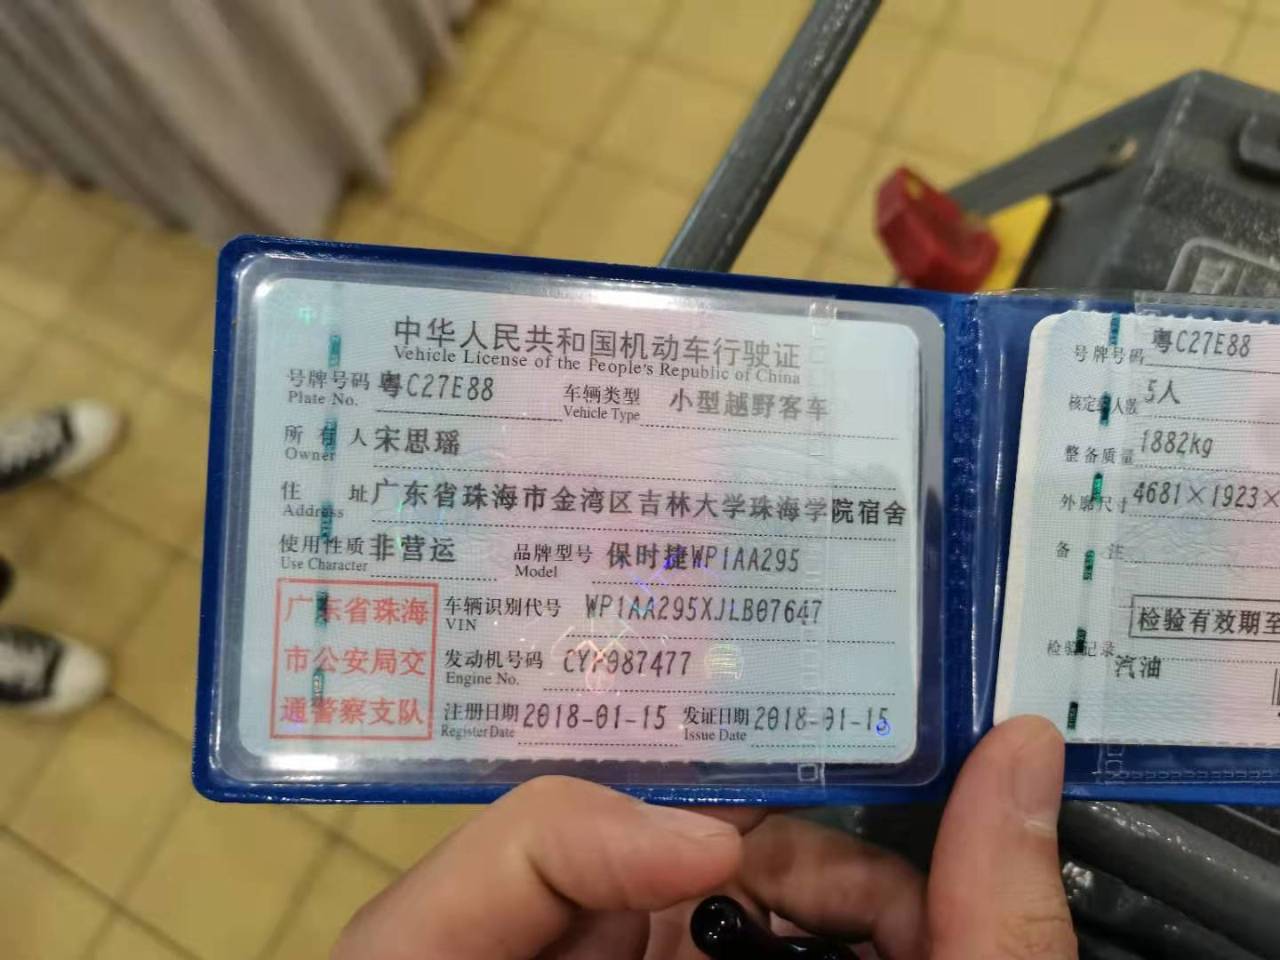 中华人民共和国机动车行驶证
Vehicle License of the People's Republic of China
号牌号码 粤C27E88 车辆类型 小型越野客车
Plate No. Vehicle Type
所有人 宋思瑶
Owner
住址 广东省珠海市金湾区吉林大学珠海学院宿舍
Address
使用性质 非营运 品牌型号 保时捷WP1AA295
Use Character Model
广东省珠海
市公安局交
通警察支队
车辆识别代号 WP1AA295XJLB07647
VIN
发动机号码
Engine No.
注册日期 2018-01-15 发证日期 2018-01-15
Register Date Issue Date
号牌号码 粤C27E88
核定载人数 5人
整备质量 1882kg
外廓尺寸 4681×1923×
备注
检验有效期至
检验记录
汽油